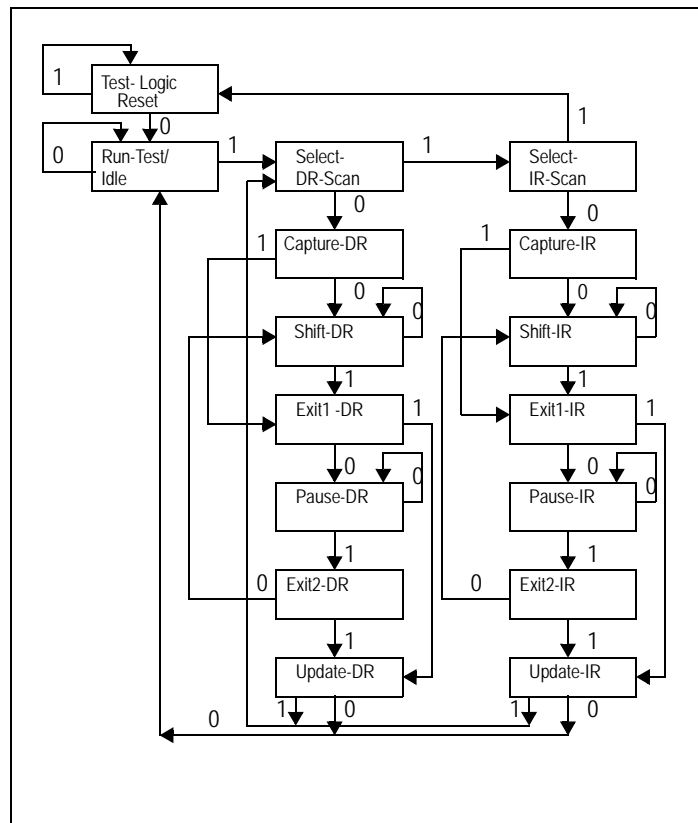 1
Test- Logic
Reset
1
0
0
Run-Test/
Idle
1
Select-
DR-Scan
1
Select-
IR-Scan
0
0
1
Capture-DR
1
Capture-IR
0
0
Shift-DR
0
Shift-IR
0
1
1
Exit1 -DR
1
Exit1-IR
1
0
0
Pause-DR
0
Pause-IR
0
1
1
0
Exit2-DR
0
Exit2-IR
1
1
Update-DR
Update-IR
1
0
1
0
0